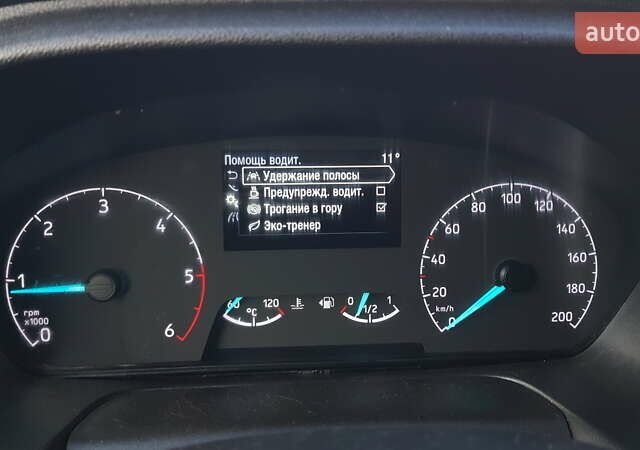 auto
Помощь водит. 11°
Удержание полосы
Предупрежд. водит.
Трогание в гору
Эко-тренер
0 1 2 3 4 5 6
rpm
x1000
60 120
°C
0 1/2 1
0 20 40 60 80 100 120 140 160 180 200
km/h